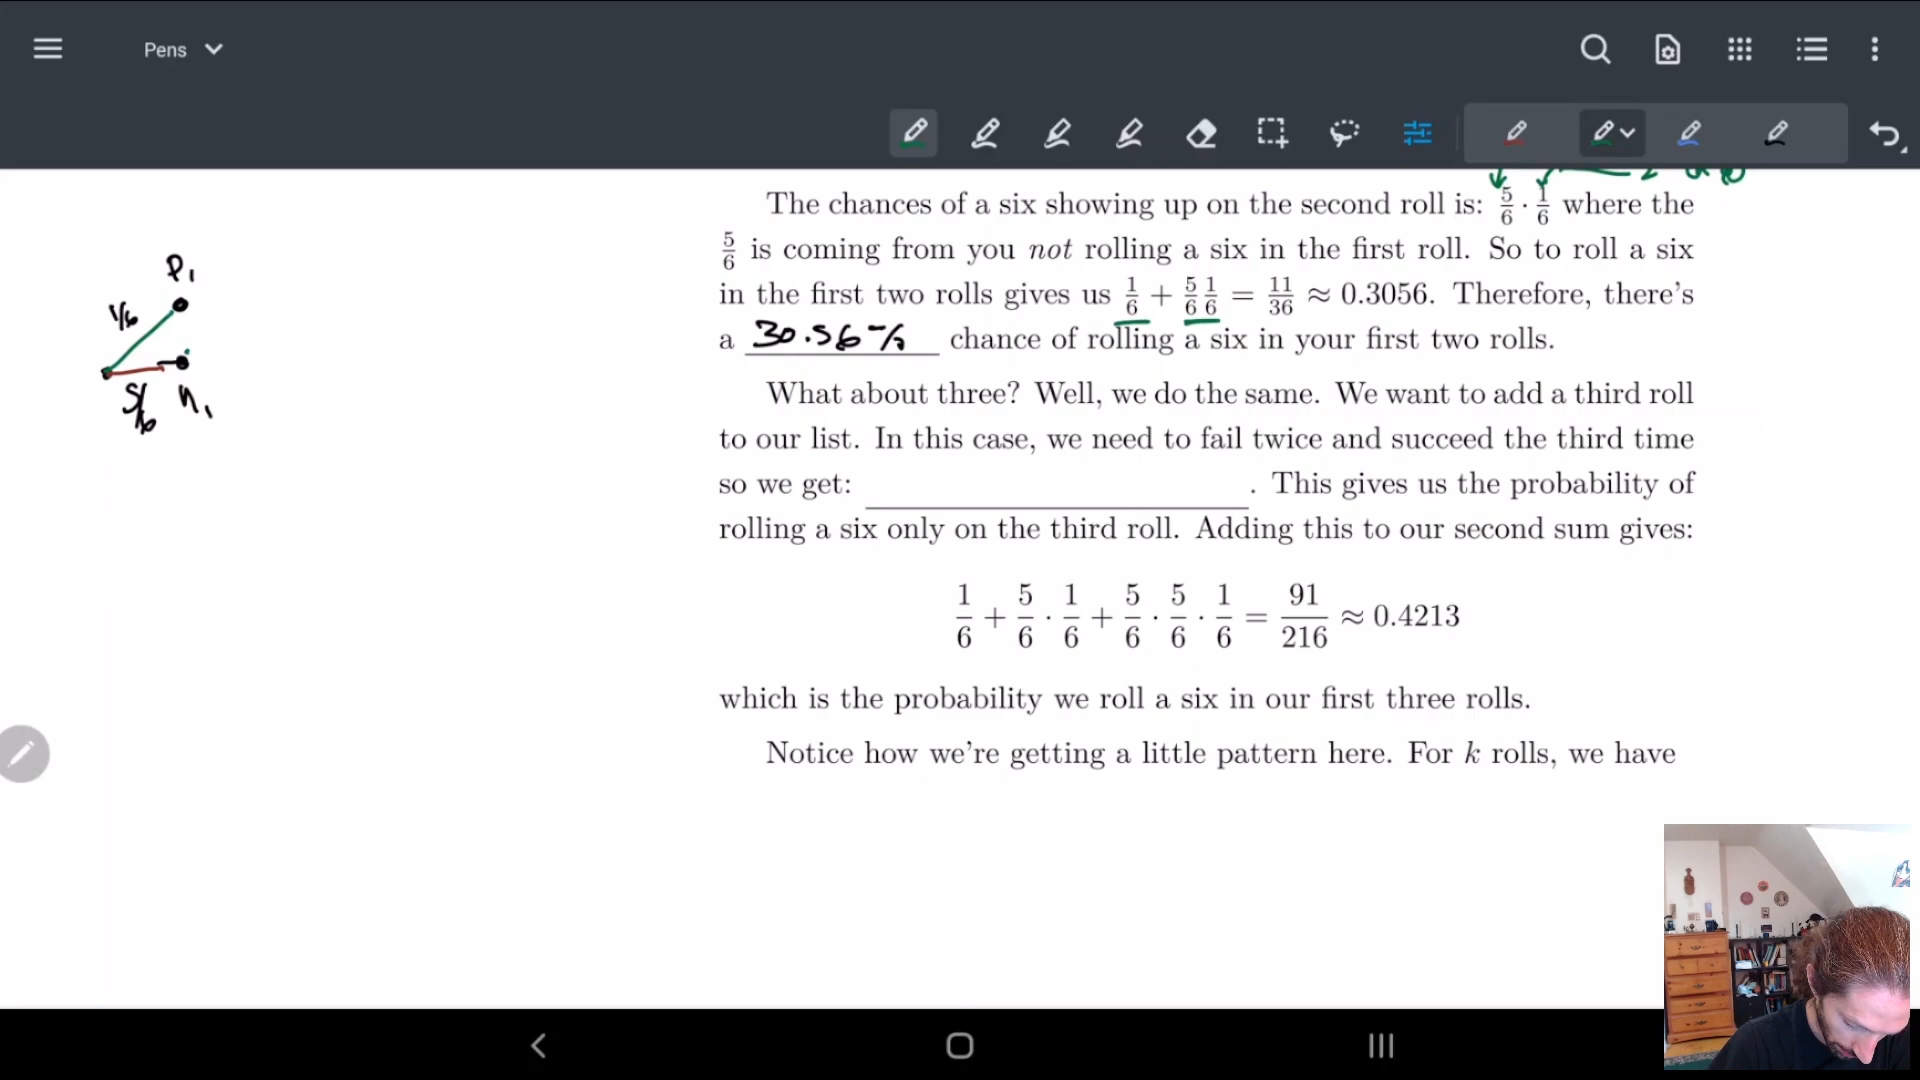 Pens
The chances of a six showing up on the second roll is: 5/6 · 1/6 where the
5/6 is coming from you not rolling a six in the first roll. So to roll a six
in the first two rolls gives us 1/6 + 5/6 1/6 = 11/36 ≈ 0.3056. Therefore, there's
a 30.56% chance of rolling a six in your first two rolls.
P1
1/6
5/6 n1
What about three? Well, we do the same. We want to add a third roll
to our list. In this case, we need to fail twice and succeed the third time
so we get: ____________. This gives us the probability of
rolling a six only on the third roll. Adding this to our second sum gives:
1/6 + 5/6 · 1/6 + 5/6 · 5/6 · 1/6 = 91/216 ≈ 0.4213
which is the probability we roll a six in our first three rolls.
Notice how we're getting a little pattern here. For k rolls, we have